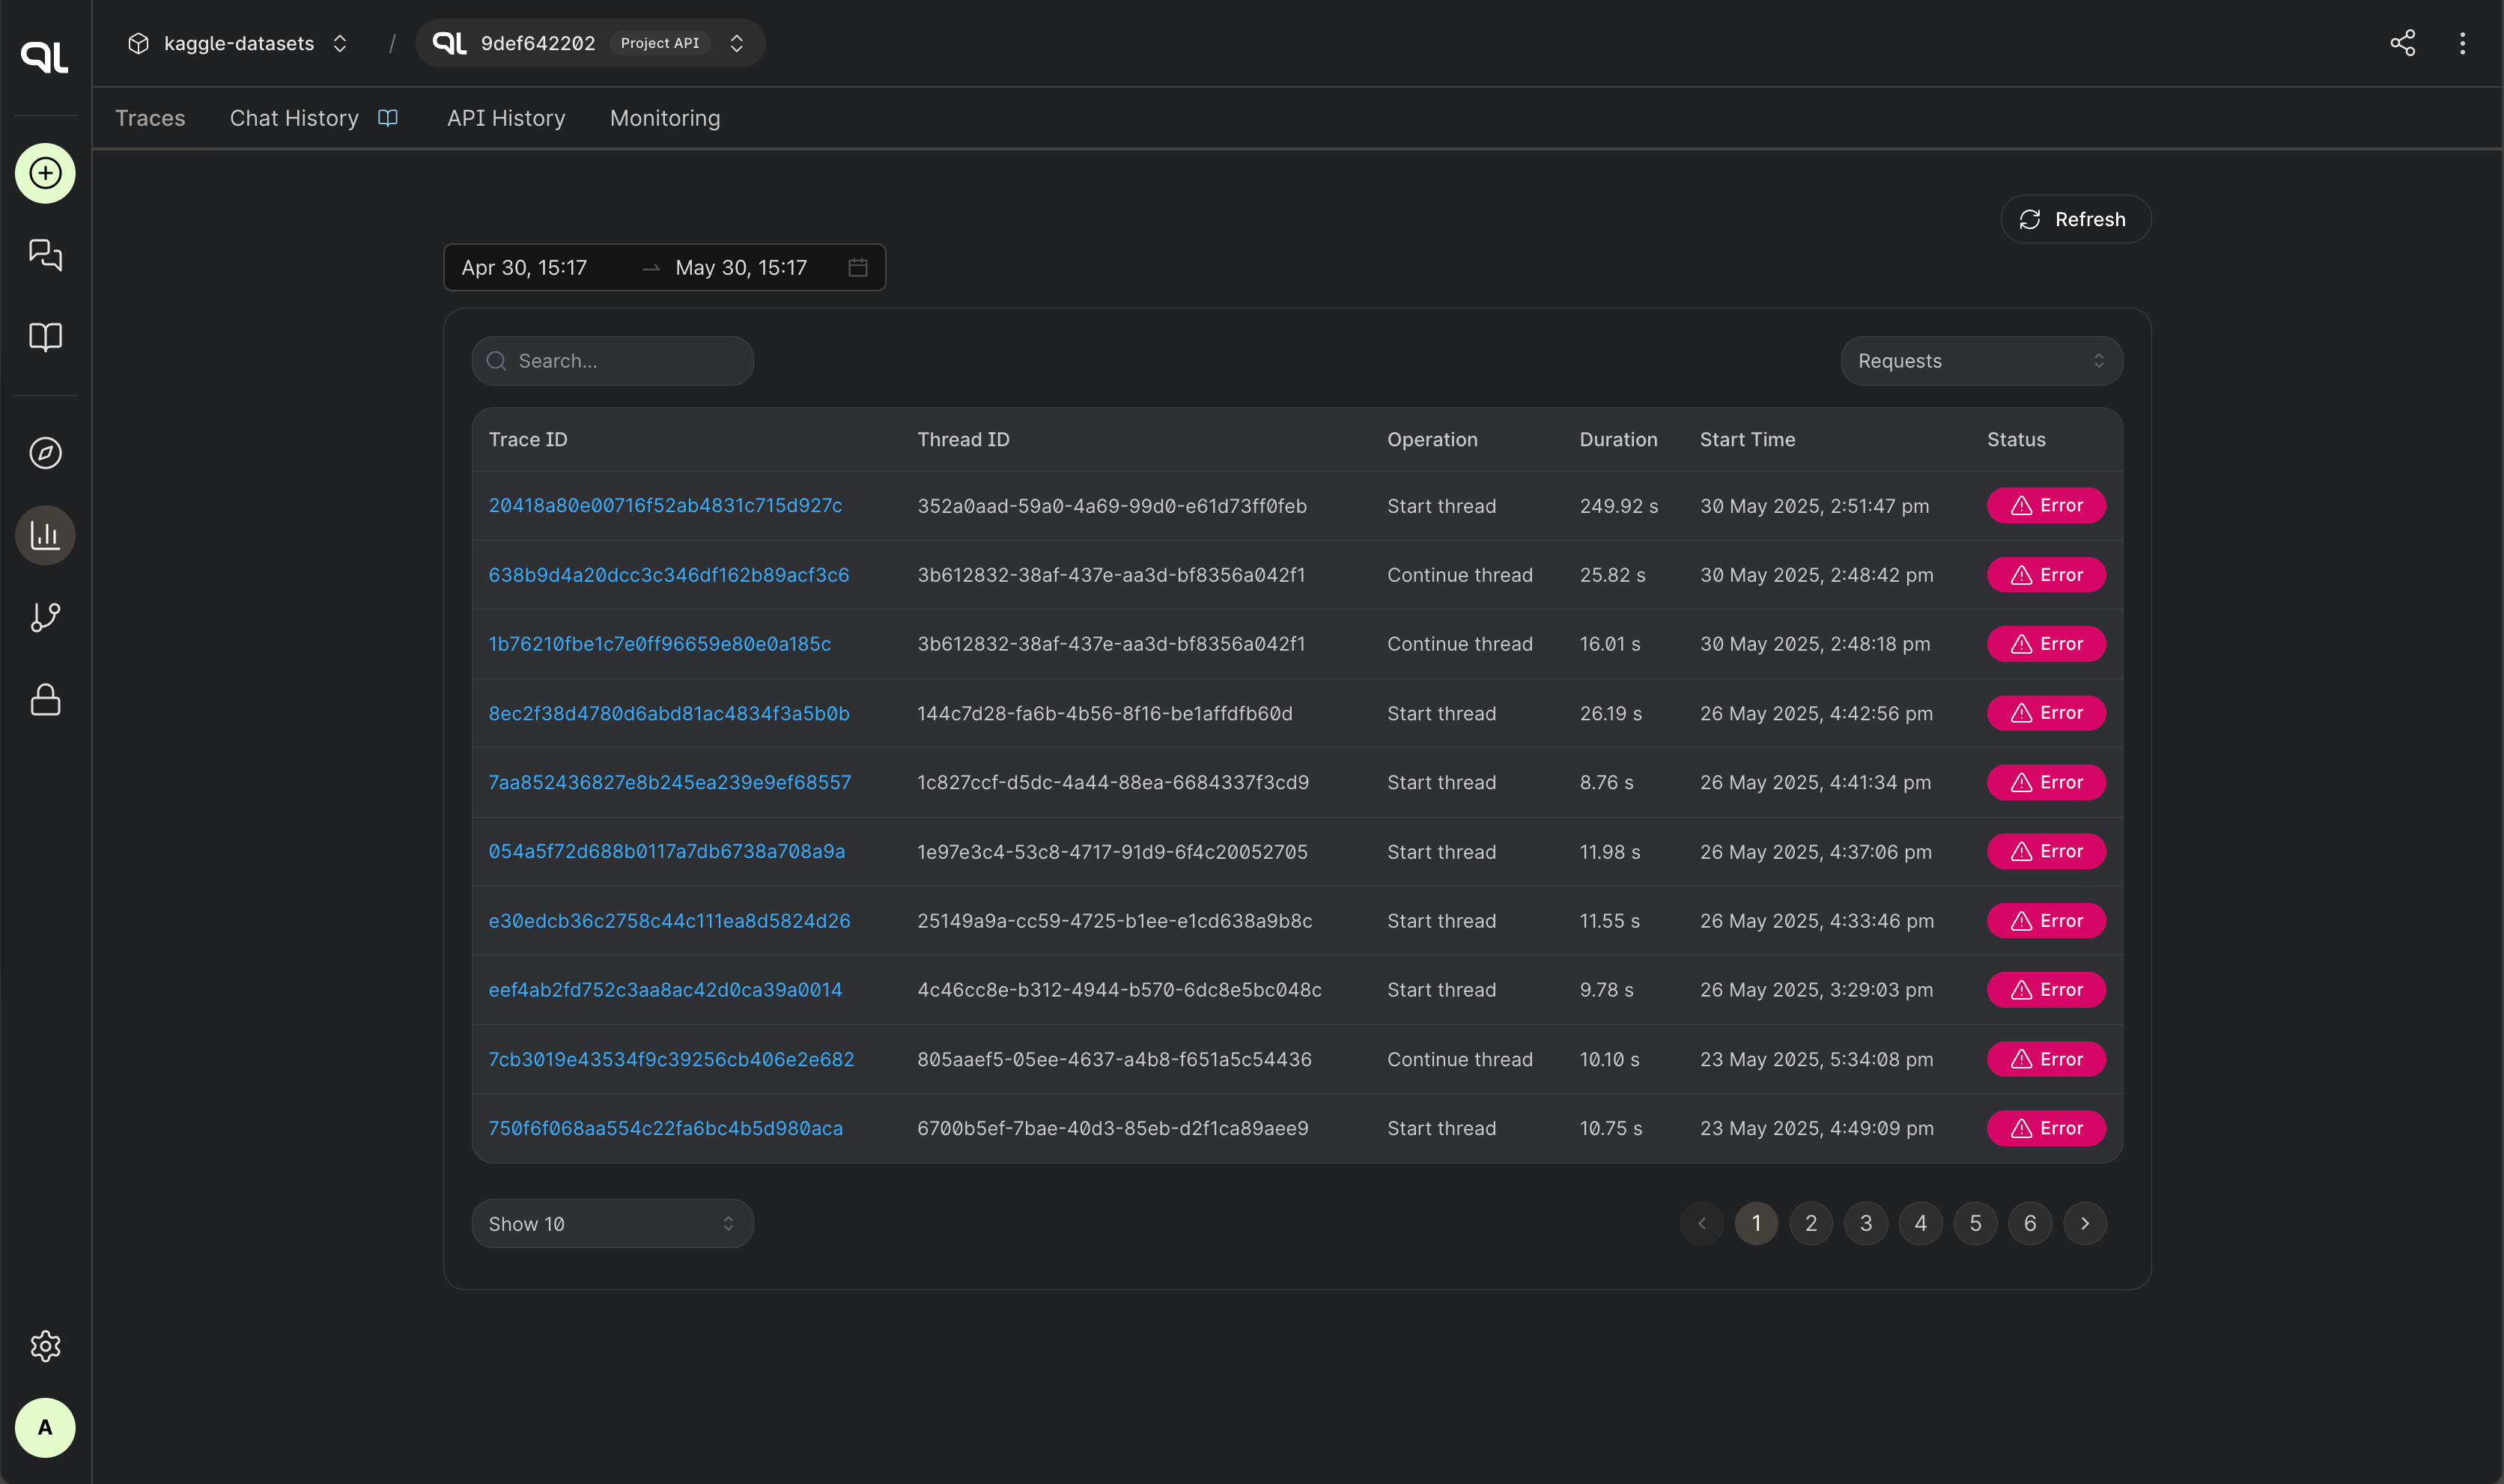 kaggle-datasets / 9def642202 Project API
Traces Chat History API History Monitoring
Refresh
Apr 30, 15:17 → May 30, 15:17
Search... Requests
Trace ID Thread ID Operation Duration Start Time Status
20418a80e00716f52ab4831c715d927c 352a0aad-59a0-4a69-99d0-e61d73ff0feb Start thread 249.92 s 30 May 2025, 2:51:47 pm Error
638b9d4a20dcc3c346df162b89acf3c6 3b612832-38af-437e-aa3d-bf8356a042f1 Continue thread 25.82 s 30 May 2025, 2:48:42 pm Error
1b76210fbe1c7e0ff96659e80e0a185c 3b612832-38af-437e-aa3d-bf8356a042f1 Continue thread 16.01 s 30 May 2025, 2:48:18 pm Error
8ec2f38d4780d6abd81ac4834f3a5b0b 144c7d28-fa6b-4b56-8f16-be1affdfb60d Start thread 26.19 s 26 May 2025, 4:42:56 pm Error
7aa852436827e8b245ea239e9ef68557 1c827ccf-d5dc-4a44-88ea-6684337f3cd9 Start thread 8.76 s 26 May 2025, 4:41:34 pm Error
054a5f72d688b0117a7db6738a708a9a 1e97e3c4-53c8-4717-91d9-6f4c20052705 Start thread 11.98 s 26 May 2025, 4:37:06 pm Error
e30edcb36c2758c44c111ea8d5824d26 25149a9a-cc59-4725-b1ee-e1cd638a9b8c Start thread 11.55 s 26 May 2025, 4:33:46 pm Error
eef4ab2fd752c3aa8ac42d0ca39a0014 4c46cc8e-b312-4944-b570-6dc8e5bc048c Start thread 9.78 s 26 May 2025, 3:29:03 pm Error
7cb3019e43534f9c39256cb406e2e682 805aaef5-05ee-4637-a4b8-f651a5c54436 Continue thread 10.10 s 23 May 2025, 5:34:08 pm Error
750f6f068aa554c22fa6bc4b5d980aca 6700b5ef-7bae-40d3-85eb-d2f1ca89aee9 Start thread 10.75 s 23 May 2025, 4:49:09 pm Error
Show 10 1 2 3 4 5 6
A